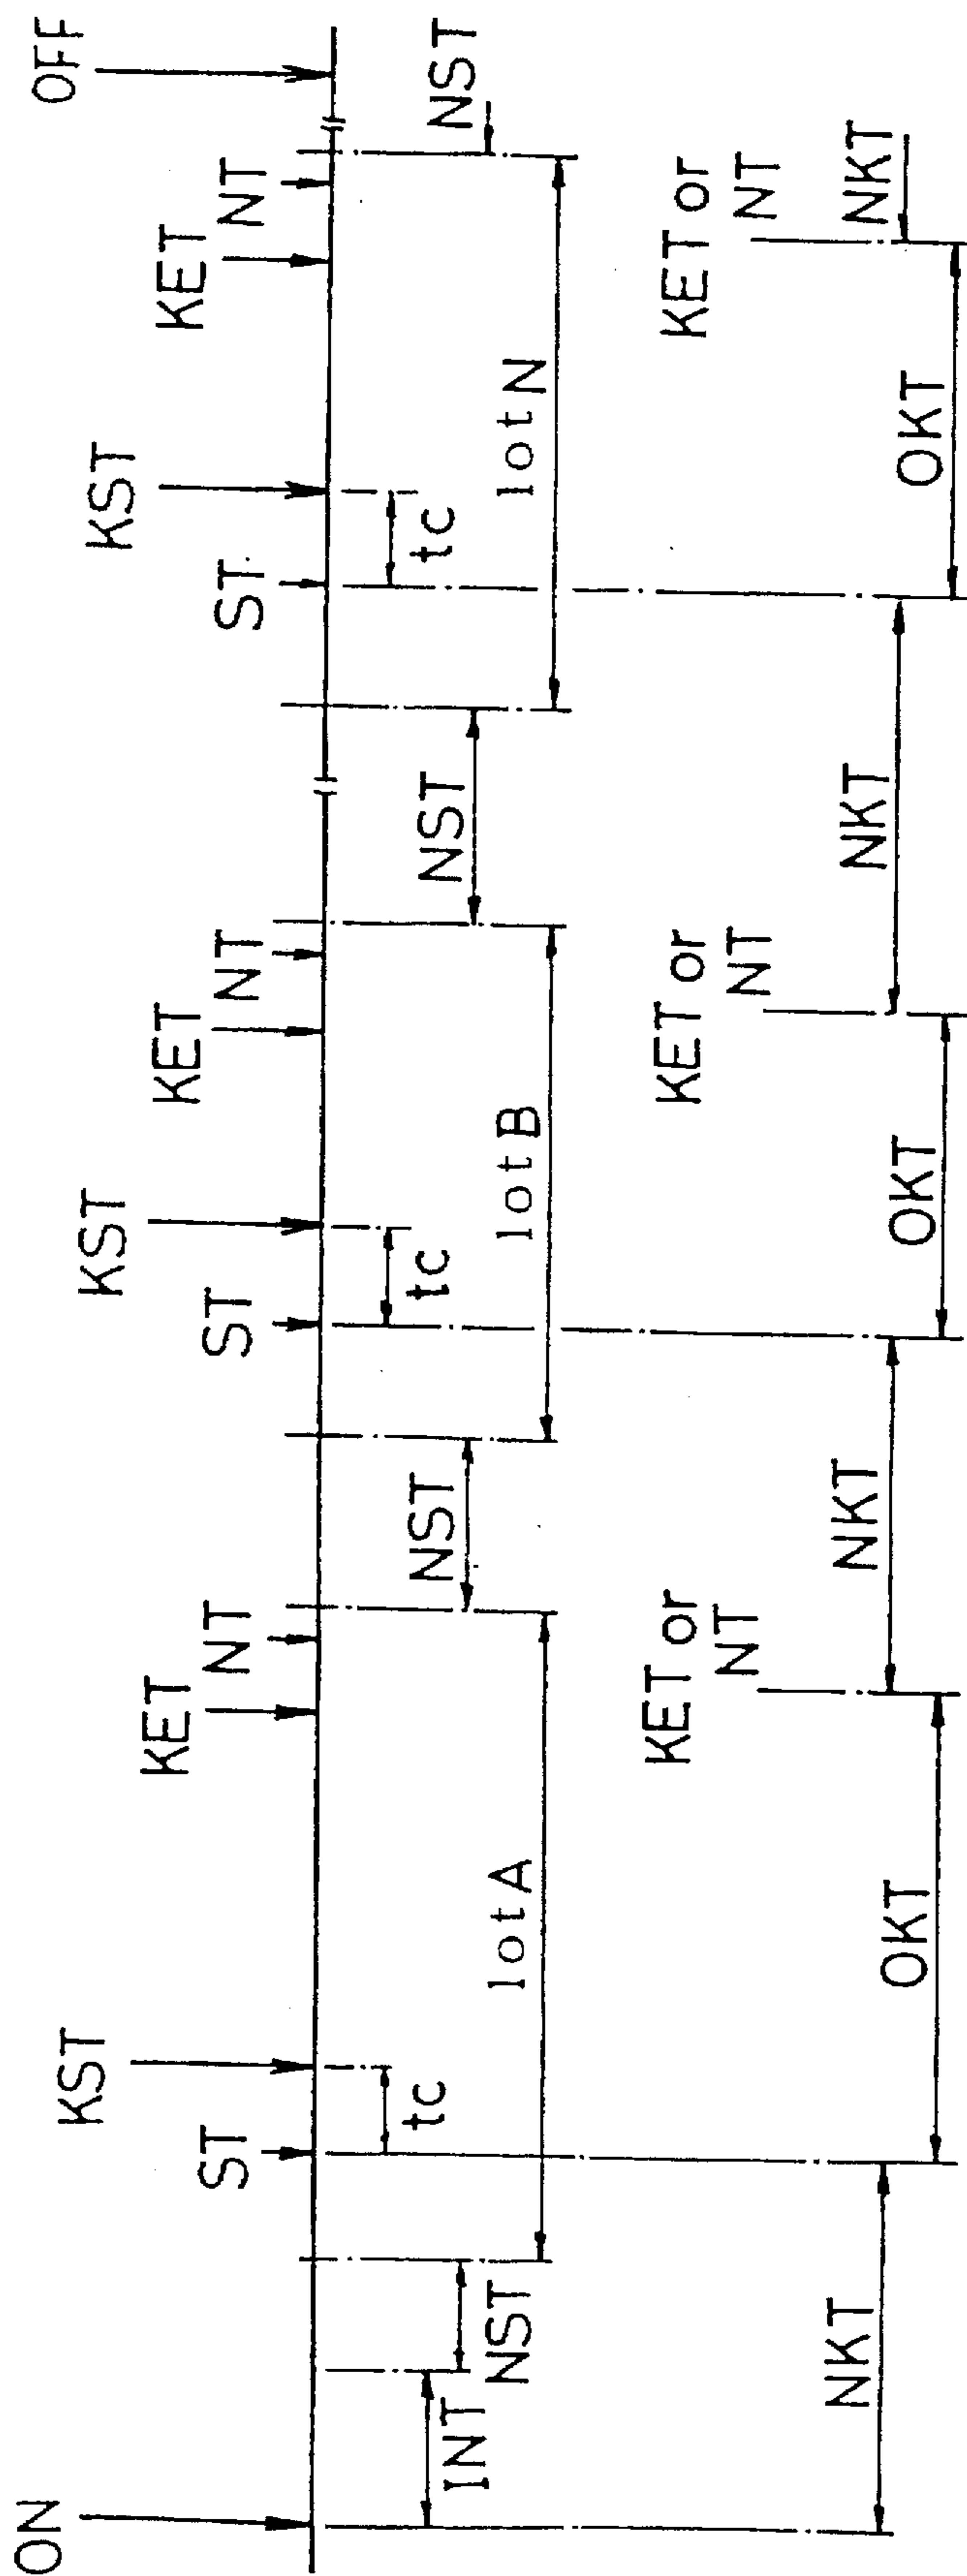 ON
OFF
KST
KST
KST
KET
KET
KET
ST
NT
ST
NT
ST
NT
INT
NST
tc
NST
tc
NST
tc
NST
lot A
lot B
lot N
KET or
NT
KET or
NT
KET or
NT
NKT
NKT
NKT
NKT
OKT
OKT
OKT